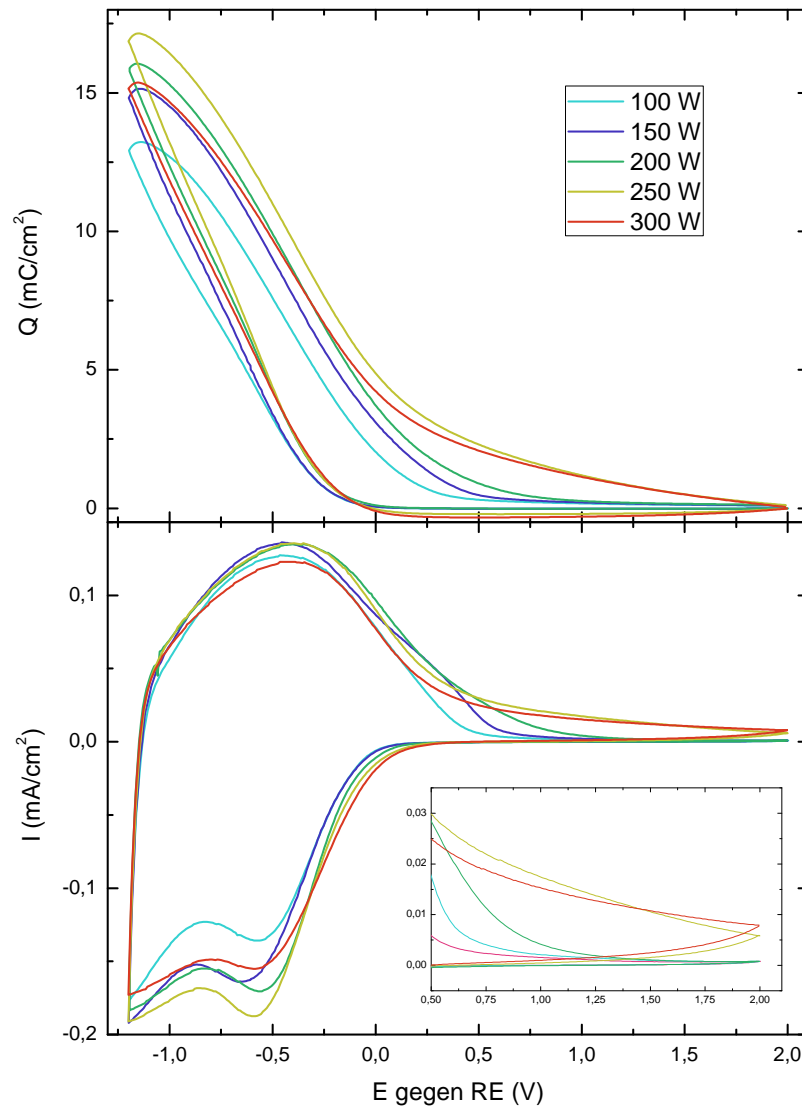 15
10
5
0
Q (mC/cm²)
100 W
150 W
200 W
250 W
300 W
0,1
0,0
-0,1
-0,2
I (mA/cm²)
0,03
0,02
0,01
0,00
0,50 0,75 1,00 1,25 1,50 1,75 2,00
-1,0 -0,5 0,0 0,5 1,0 1,5 2,0
E gegen RE (V)